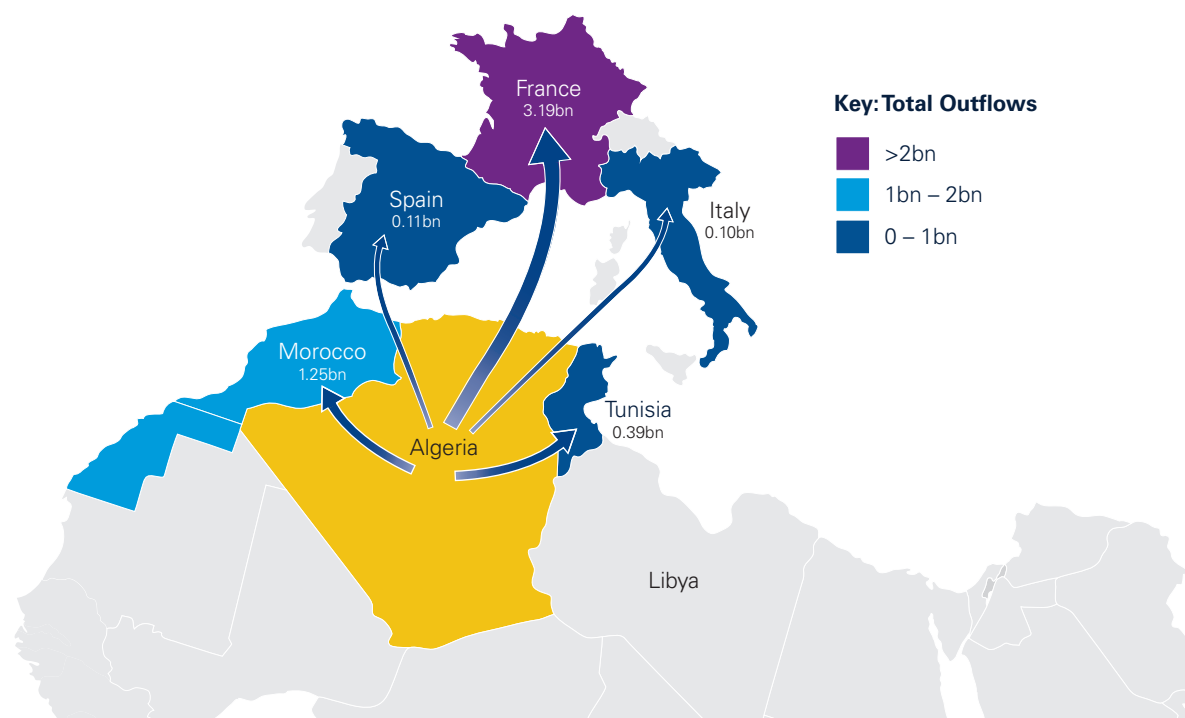 France
3.19bn
Key: Total Outflows
>2bn
1bn – 2bn
0 – 1bn
Spain
0.11bn
Italy
0.10bn
Morocco
1.25bn
Tunisia
0.39bn
Algeria
Libya